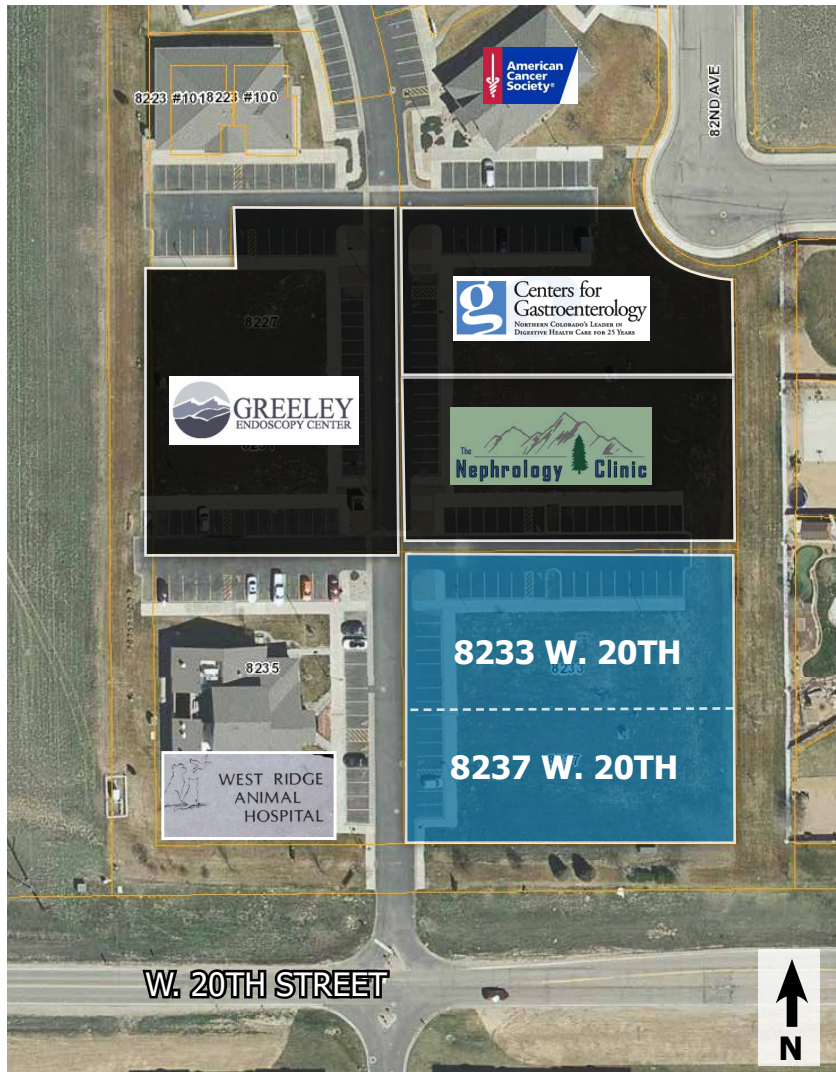 American
Cancer
Society®
8223 #101
8223 #100
82ND AVE
g Centers for
Gastroenterology
NORTHERN COLORADO'S LEADER IN
DIGESTIVE HEALTH CARE FOR 25 YEARS
8227
GREELEY
ENDOSCOPY CENTER
The
Nephrology Clinic
8233 W. 20TH
8233
8235
8237 W. 20TH
WEST RIDGE
ANIMAL
HOSPITAL
W. 20TH STREET
N